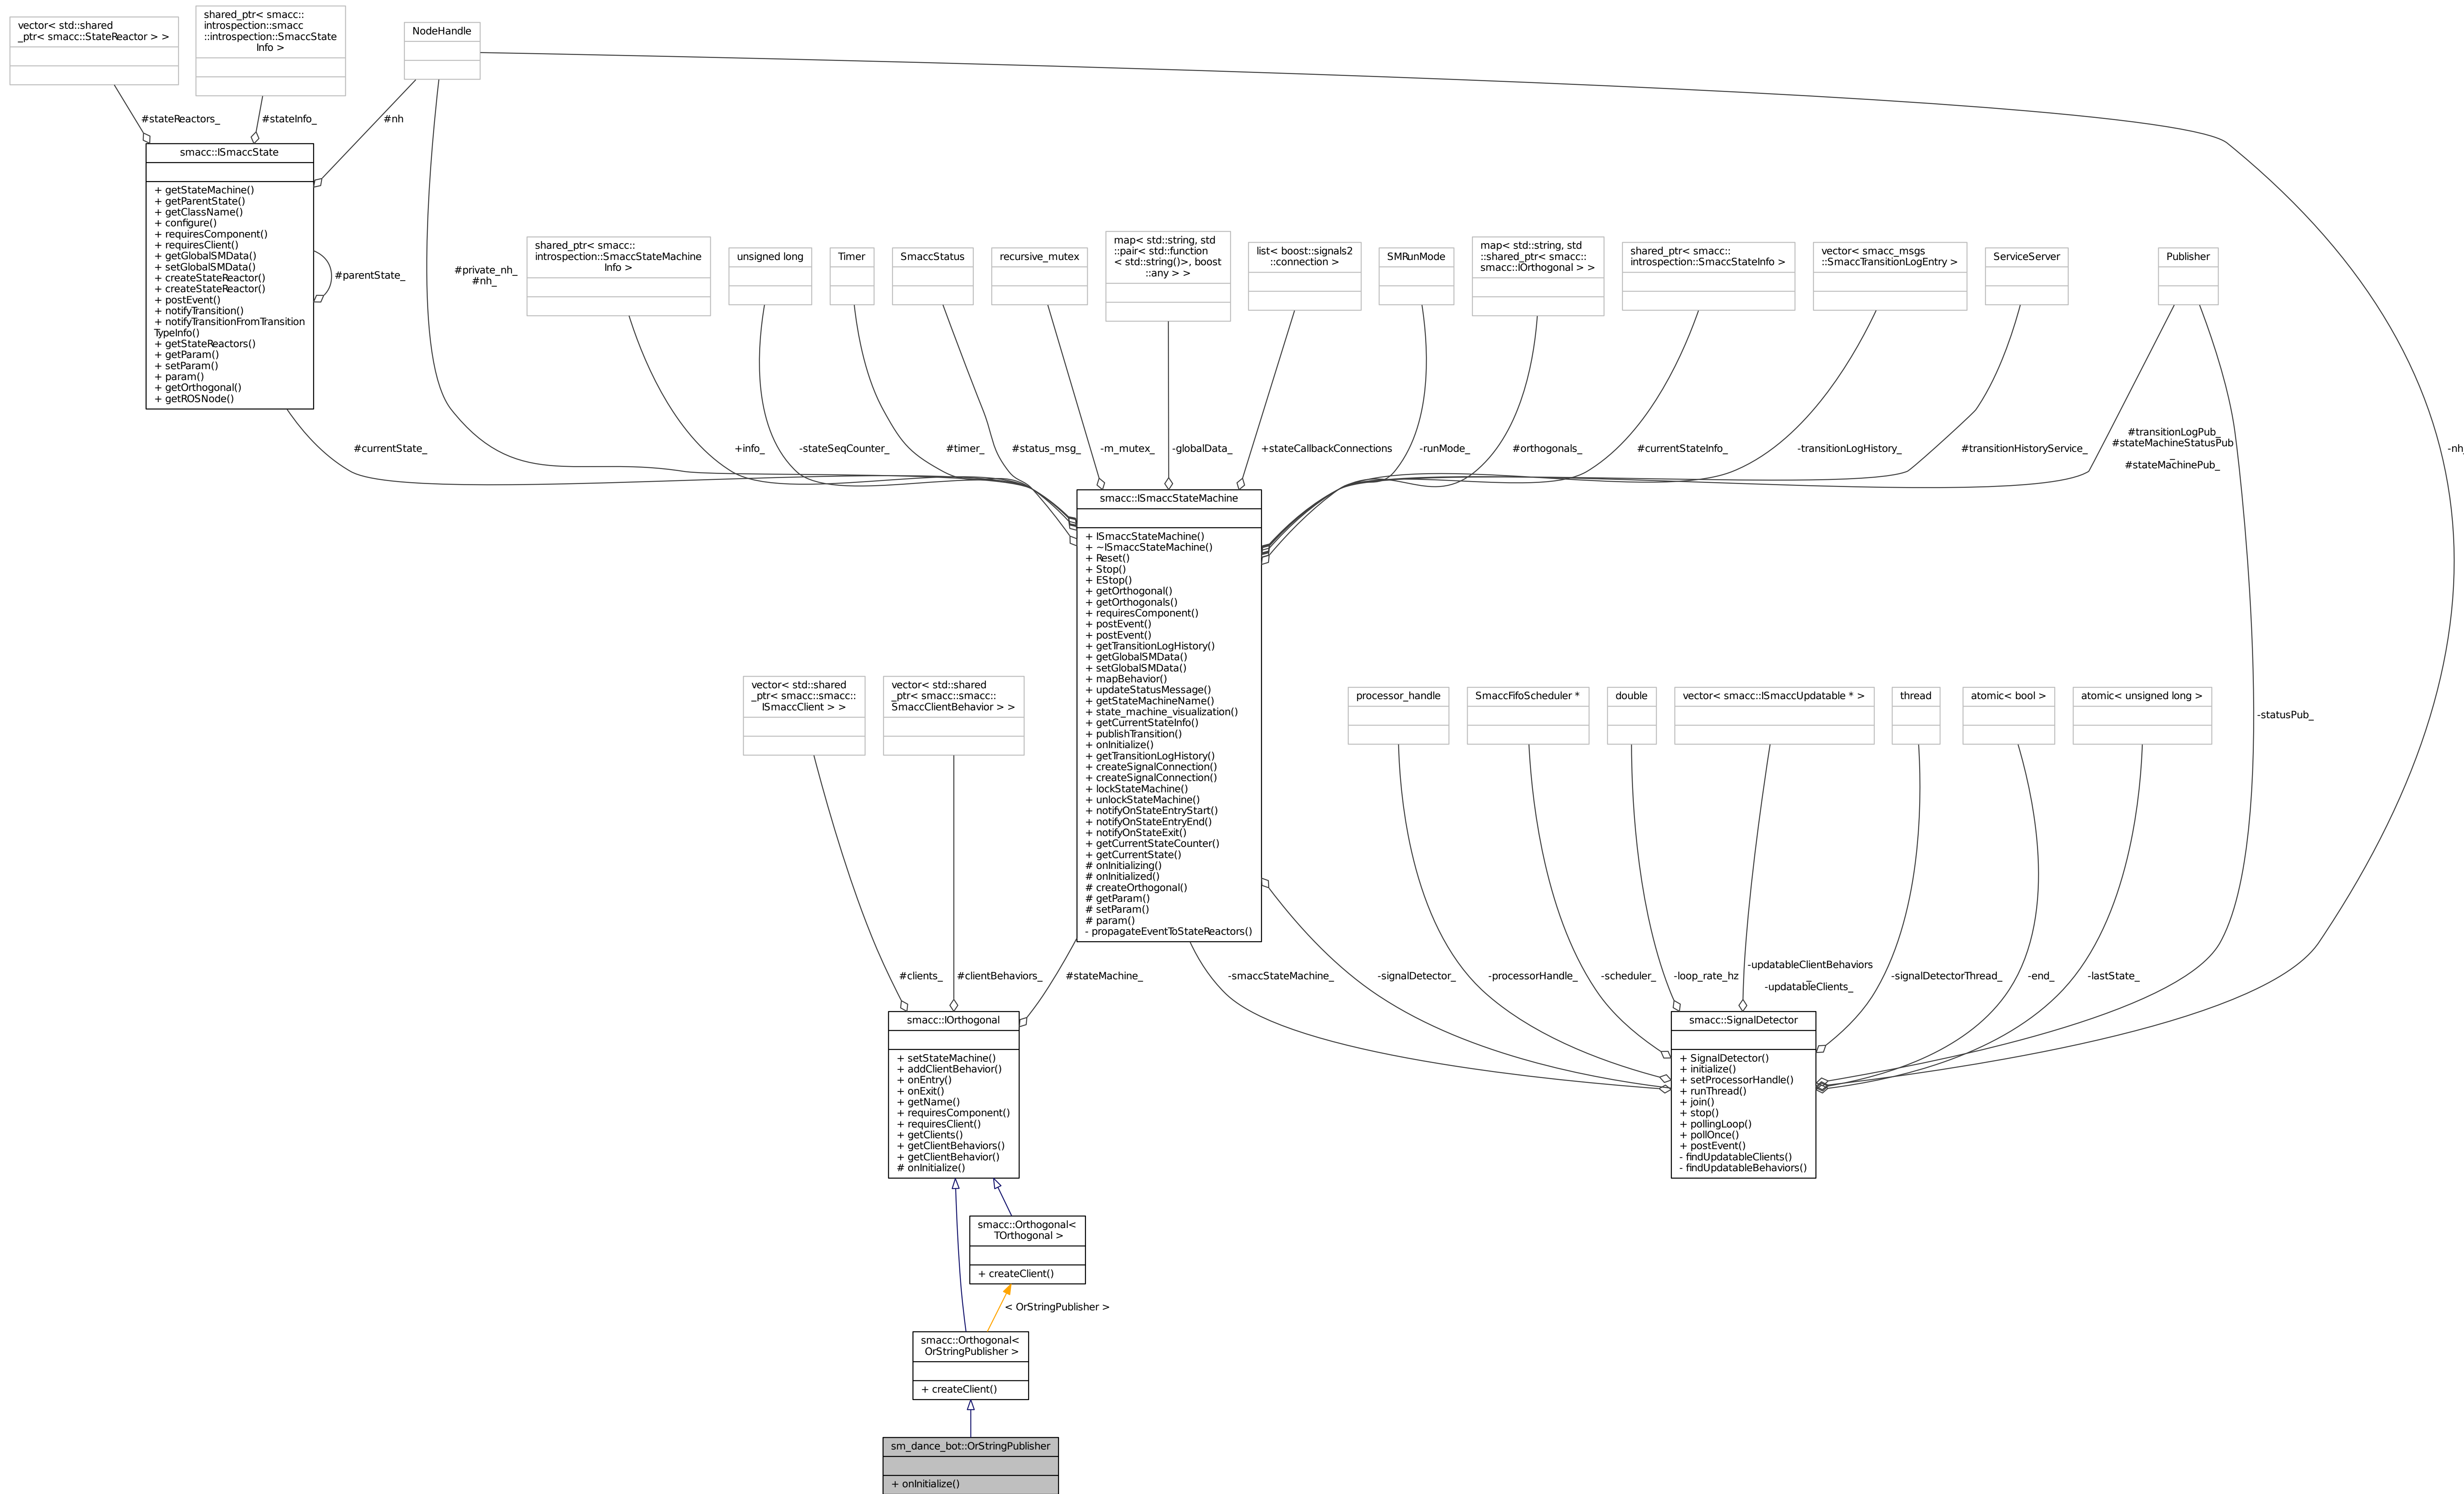 vector< std::shared
_ptr< smacc::StateReactor > >
shared_ptr< smacc::
introspection::smacc
::introspection::SmaccState
Info >
NodeHandle
#stateReactors_
#stateInfo_
#nh
smacc::ISmaccState
+ getStateMachine()
+ getParentState()
+ getClassName()
+ configure()
+ requiresComponent()
+ requiresClient()
+ getGlobalSMData()
+ setGlobalSMData()
+ createStateReactor()
+ createStateReactor()
+ postEvent()
+ notifyTransition()
+ notifyTransitionFromTransition
TypeInfo()
+ getStateReactors()
+ getParam()
+ setParam()
+ param()
+ getOrthogonal()
+ getROSNode()
#parentState_
#private_nh_
#nh_
shared_ptr< smacc::
introspection::SmaccStateMachine
Info >
unsigned long
Timer
SmaccStatus
recursive_mutex
map< std::string, std
::pair< std::function
< std::string()>, boost
::any > >
list< boost::signals2
::connection >
SMRunMode
map< std::string, std
::shared_ptr< smacc::
smacc::IOrthogonal > >
shared_ptr< smacc::
introspection::SmaccStateInfo >
vector< smacc_msgs
::SmaccTransitionLogEntry >
ServiceServer
Publisher
#currentState_
+info_
-stateSeqCounter_
#timer_
#status_msg_
-m_mutex_
-globalData_
+stateCallbackConnections
-runMode_
#orthogonals_
#currentStateInfo_
-transitionLogHistory_
#transitionHistoryService_
#transitionLogPub_
#stateMachineStatusPub
_
#stateMachinePub_
-nh_
smacc::ISmaccStateMachine
+ ISmaccStateMachine()
+ ~ISmaccStateMachine()
+ Reset()
+ Stop()
+ EStop()
+ getOrthogonal()
+ getOrthogonals()
+ requiresComponent()
+ postEvent()
+ postEvent()
+ getTransitionLogHistory()
+ getGlobalSMData()
+ setGlobalSMData()
+ mapBehavior()
+ updateStatusMessage()
+ getStateMachineName()
+ state_machine_visualization()
+ getCurrentStateInfo()
+ publishTransition()
+ onInitialize()
+ getTransitionLogHistory()
+ createSignalConnection()
+ createSignalConnection()
+ lockStateMachine()
+ unlockStateMachine()
+ notifyOnStateEntryStart()
+ notifyOnStateEntryEnd()
+ notifyOnStateExit()
+ getCurrentStateCounter()
+ getCurrentState()
# onInitializing()
# onInitialized()
# createOrthogonal()
# getParam()
# setParam()
# param()
- propagateEventToStateReactors()
vector< std::shared
_ptr< smacc::smacc::
ISmaccClient > >
vector< std::shared
_ptr< smacc::smacc::
SmaccClientBehavior > >
processor_handle
SmaccFifoScheduler *
double
vector< smacc::ISmaccUpdatable * >
thread
atomic< bool >
atomic< unsigned long >
-statusPub_
#clients_
#clientBehaviors_
#stateMachine_
-smaccStateMachine_
-signalDetector_
-processorHandle_
-scheduler_
-loop_rate_hz
-updatableClientBehaviors
_
-updatableClients_
-signalDetectorThread_
-end_
-lastState_
smacc::IOrthogonal
+ setStateMachine()
+ addClientBehavior()
+ onEntry()
+ onExit()
+ getName()
+ requiresComponent()
+ requiresClient()
+ getClients()
+ getClientBehaviors()
+ getClientBehavior()
# onInitialize()
smacc::SignalDetector
+ SignalDetector()
+ initialize()
+ setProcessorHandle()
+ runThread()
+ join()
+ stop()
+ pollingLoop()
+ pollOnce()
+ postEvent()
- findUpdatableClients()
- findUpdatableBehaviors()
smacc::Orthogonal<
TOrthogonal >
+ createClient()
< OrStringPublisher >
smacc::Orthogonal<
OrStringPublisher >
+ createClient()
sm_dance_bot::OrStringPublisher
+ onInitialize()